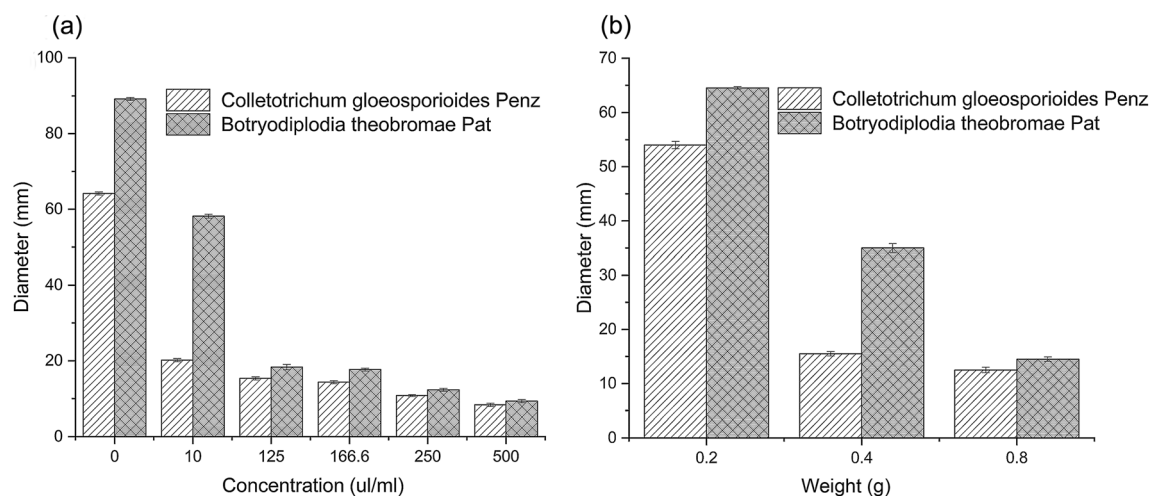 (a)
100
80
60
40
20
0
Diameter (mm)
Colletotrichum gloeosporioides Penz
Botryodiplodia theobromae Pat
0 10 125 166.6 250 500
Concentration (ul/ml)
(b)
70
60
50
40
30
20
10
0
Diameter (mm)
Colletotrichum gloeosporioides Penz
Botryodiplodia theobromae Pat
0.2 0.4 0.8
Weight (g)